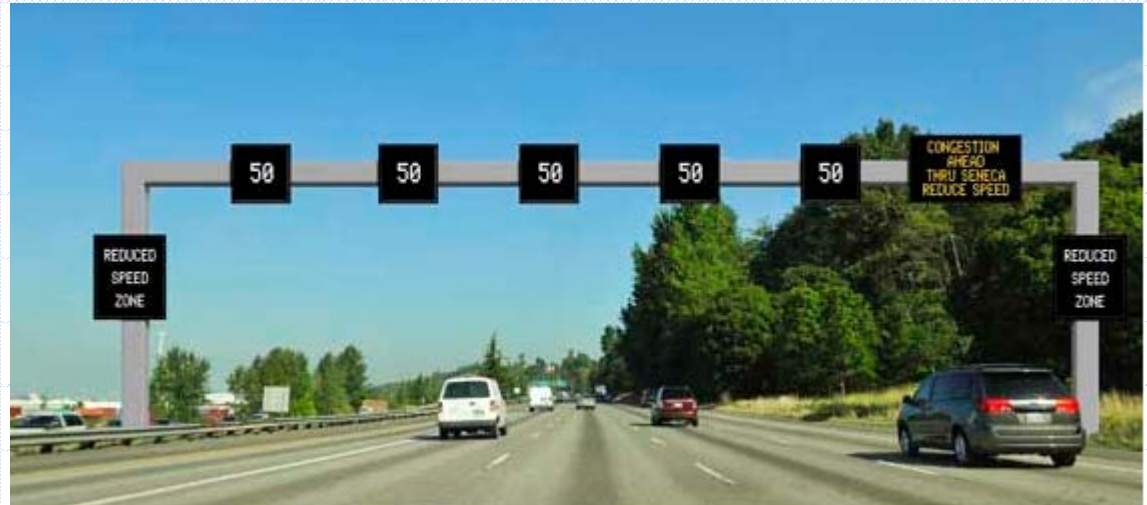 50
50
50
50
50
CONGESTION
AHEAD
THRU SENECA
REDUCE SPEED
REDUCED
SPEED
ZONE
REDUCED
SPEED
ZONE